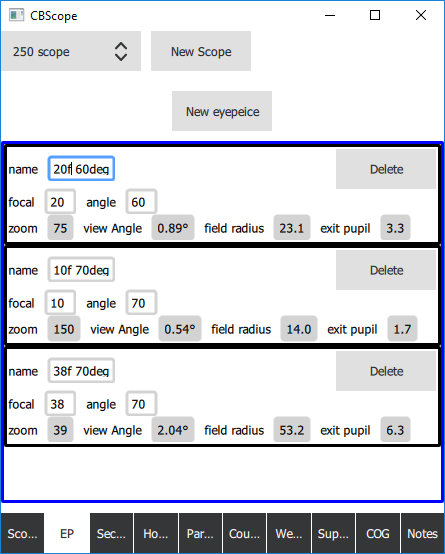 CBScope
250 scope New Scope
New eyepeice
name 20f 60deg Delete
focal 20 angle 60
zoom 75 view Angle 0.89° field radius 23.1 exit pupil 3.3
name 10f 70deg Delete
focal 10 angle 70
zoom 150 view Angle 0.54° field radius 14.0 exit pupil 1.7
name 38f 70deg Delete
focal 38 angle 70
zoom 39 view Angle 2.04° field radius 53.2 exit pupil 6.3
Sco... EP Sec... Ho... Par... Cou... We... Sup... COG Notes